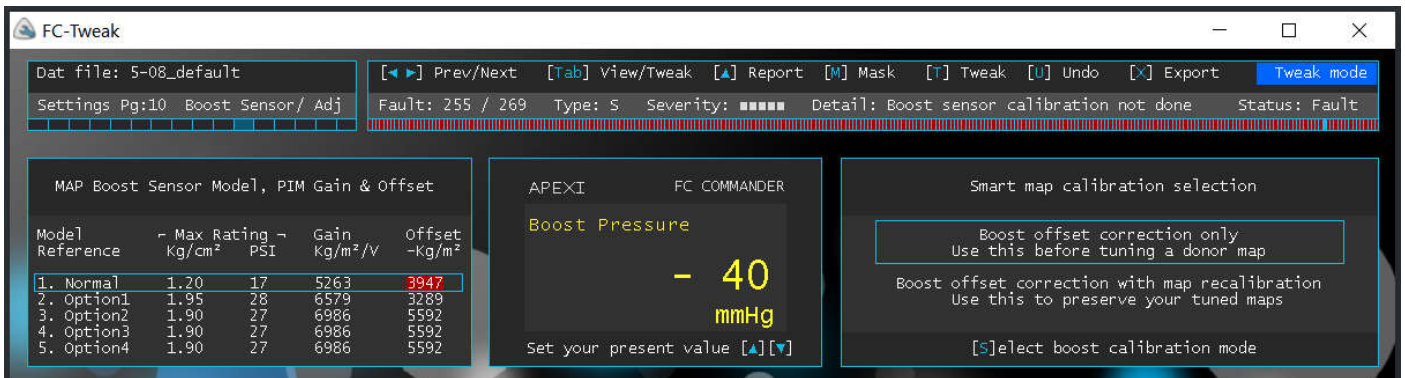 FC-Tweak
Dat file: 5-08_default
Settings Pg:10 Boost Sensor/ Adj
[◄ ►] Prev/Next [Tab] View/Tweak [▲] Report [M] Mask [T] Tweak [U] Undo [X] Export Tweak mode
Fault: 255 / 269 Type: S Severity: ■■■■■ Detail: Boost sensor calibration not done Status: Fault
MAP Boost Sensor Model, PIM Gain & Offset
Model ⌐ Max Rating ¬ Gain Offset
Reference Kg/cm² PSI Kg/m²/V -Kg/m²
1. Normal 1.20 17 5263 3947
2. Option1 1.95 28 6579 3289
3. Option2 1.90 27 6986 5592
4. Option3 1.90 27 6986 5592
5. Option4 1.90 27 6986 5592
APEXI FC COMMANDER
Boost Pressure
- 40
mmHg
Set your present value [▲][▼]
Smart map calibration selection
Boost offset correction only
Use this before tuning a donor map
Boost offset correction with map recalibration
Use this to preserve your tuned maps
[S]elect boost calibration mode